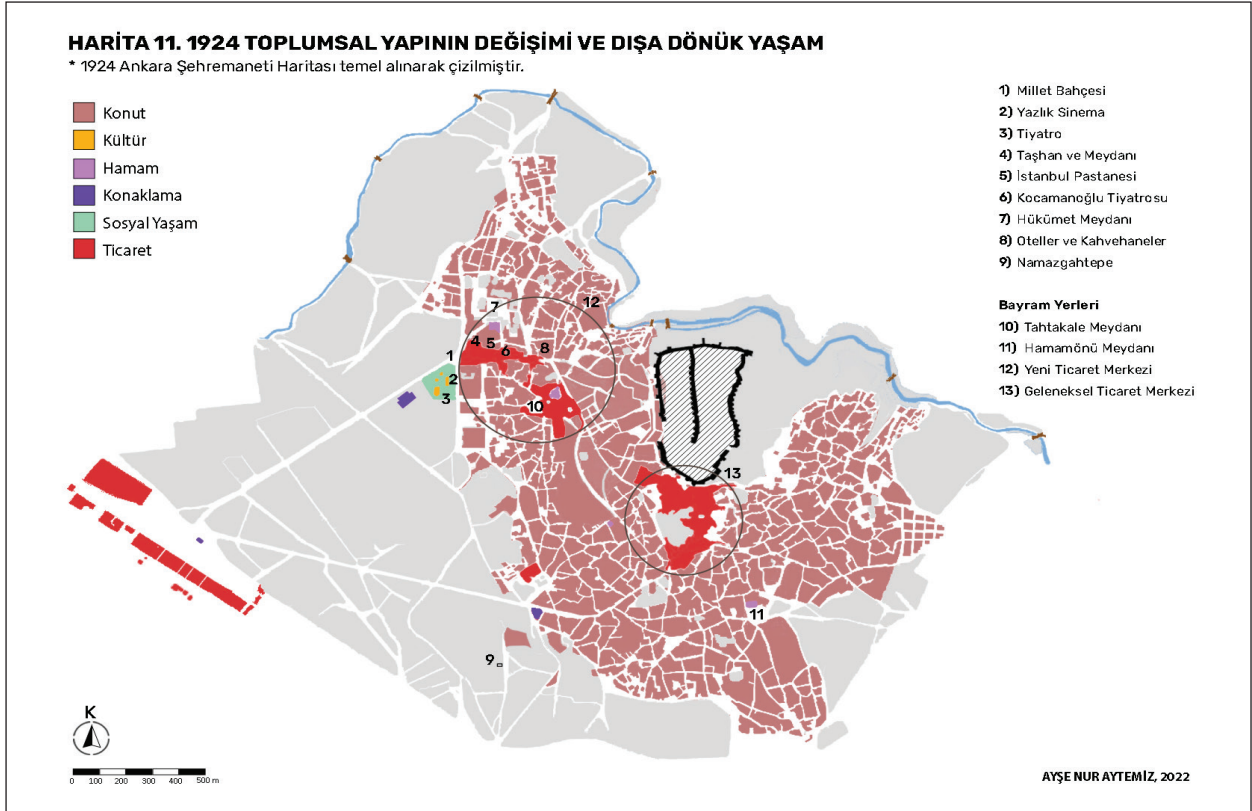 HARİTA 11. 1924 TOPLUMSAL YAPININ DEĞİŞİMİ VE DIŞA DÖNÜK YAŞAM
* 1924 Ankara Şehremaneti Haritası temel alınarak çizilmiştir.
Konut
Kültür
Hamam
Konaklama
Sosyal Yaşam
Ticaret
1) Millet Bahçesi
2) Yazlık Sinema
3) Tiyatro
4) Taşhan ve Meydanı
5) İstanbul Pastanesi
6) Kocamanoğlu Tiyatrosu
7) Hükümet Meydanı
8) Oteller ve Kahvehaneler
9) Namazgahtepe
Bayram Yerleri
10) Tahtakale Meydanı
11) Hamamönü Meydanı
12) Yeni Ticaret Merkezi
13) Geleneksel Ticaret Merkezi
12
7
4
5
6
8
1
2
3
10
13
11
9
K
0 100 200 300 400 500 m
AYŞE NUR AYTEMİZ, 2022